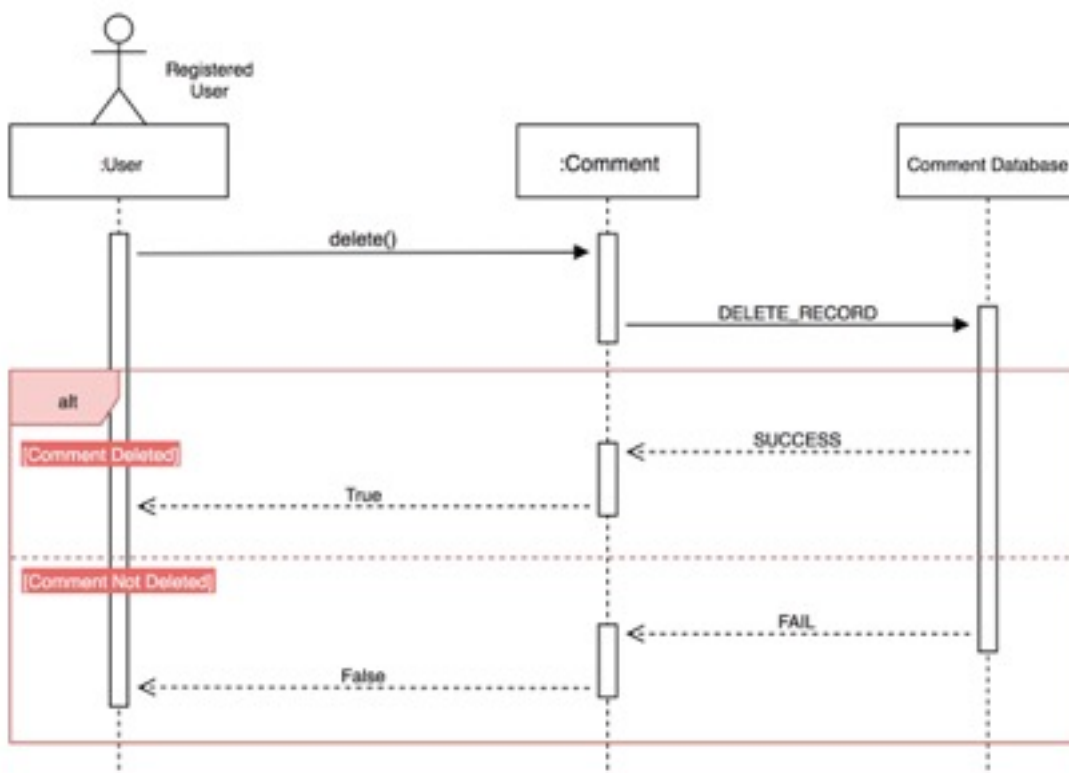 Registered
User
:User
:Comment
Comment Database
delete()
DELETE_RECORD
alt
[Comment Deleted]
SUCCESS
True
[Comment Not Deleted]
FAIL
False